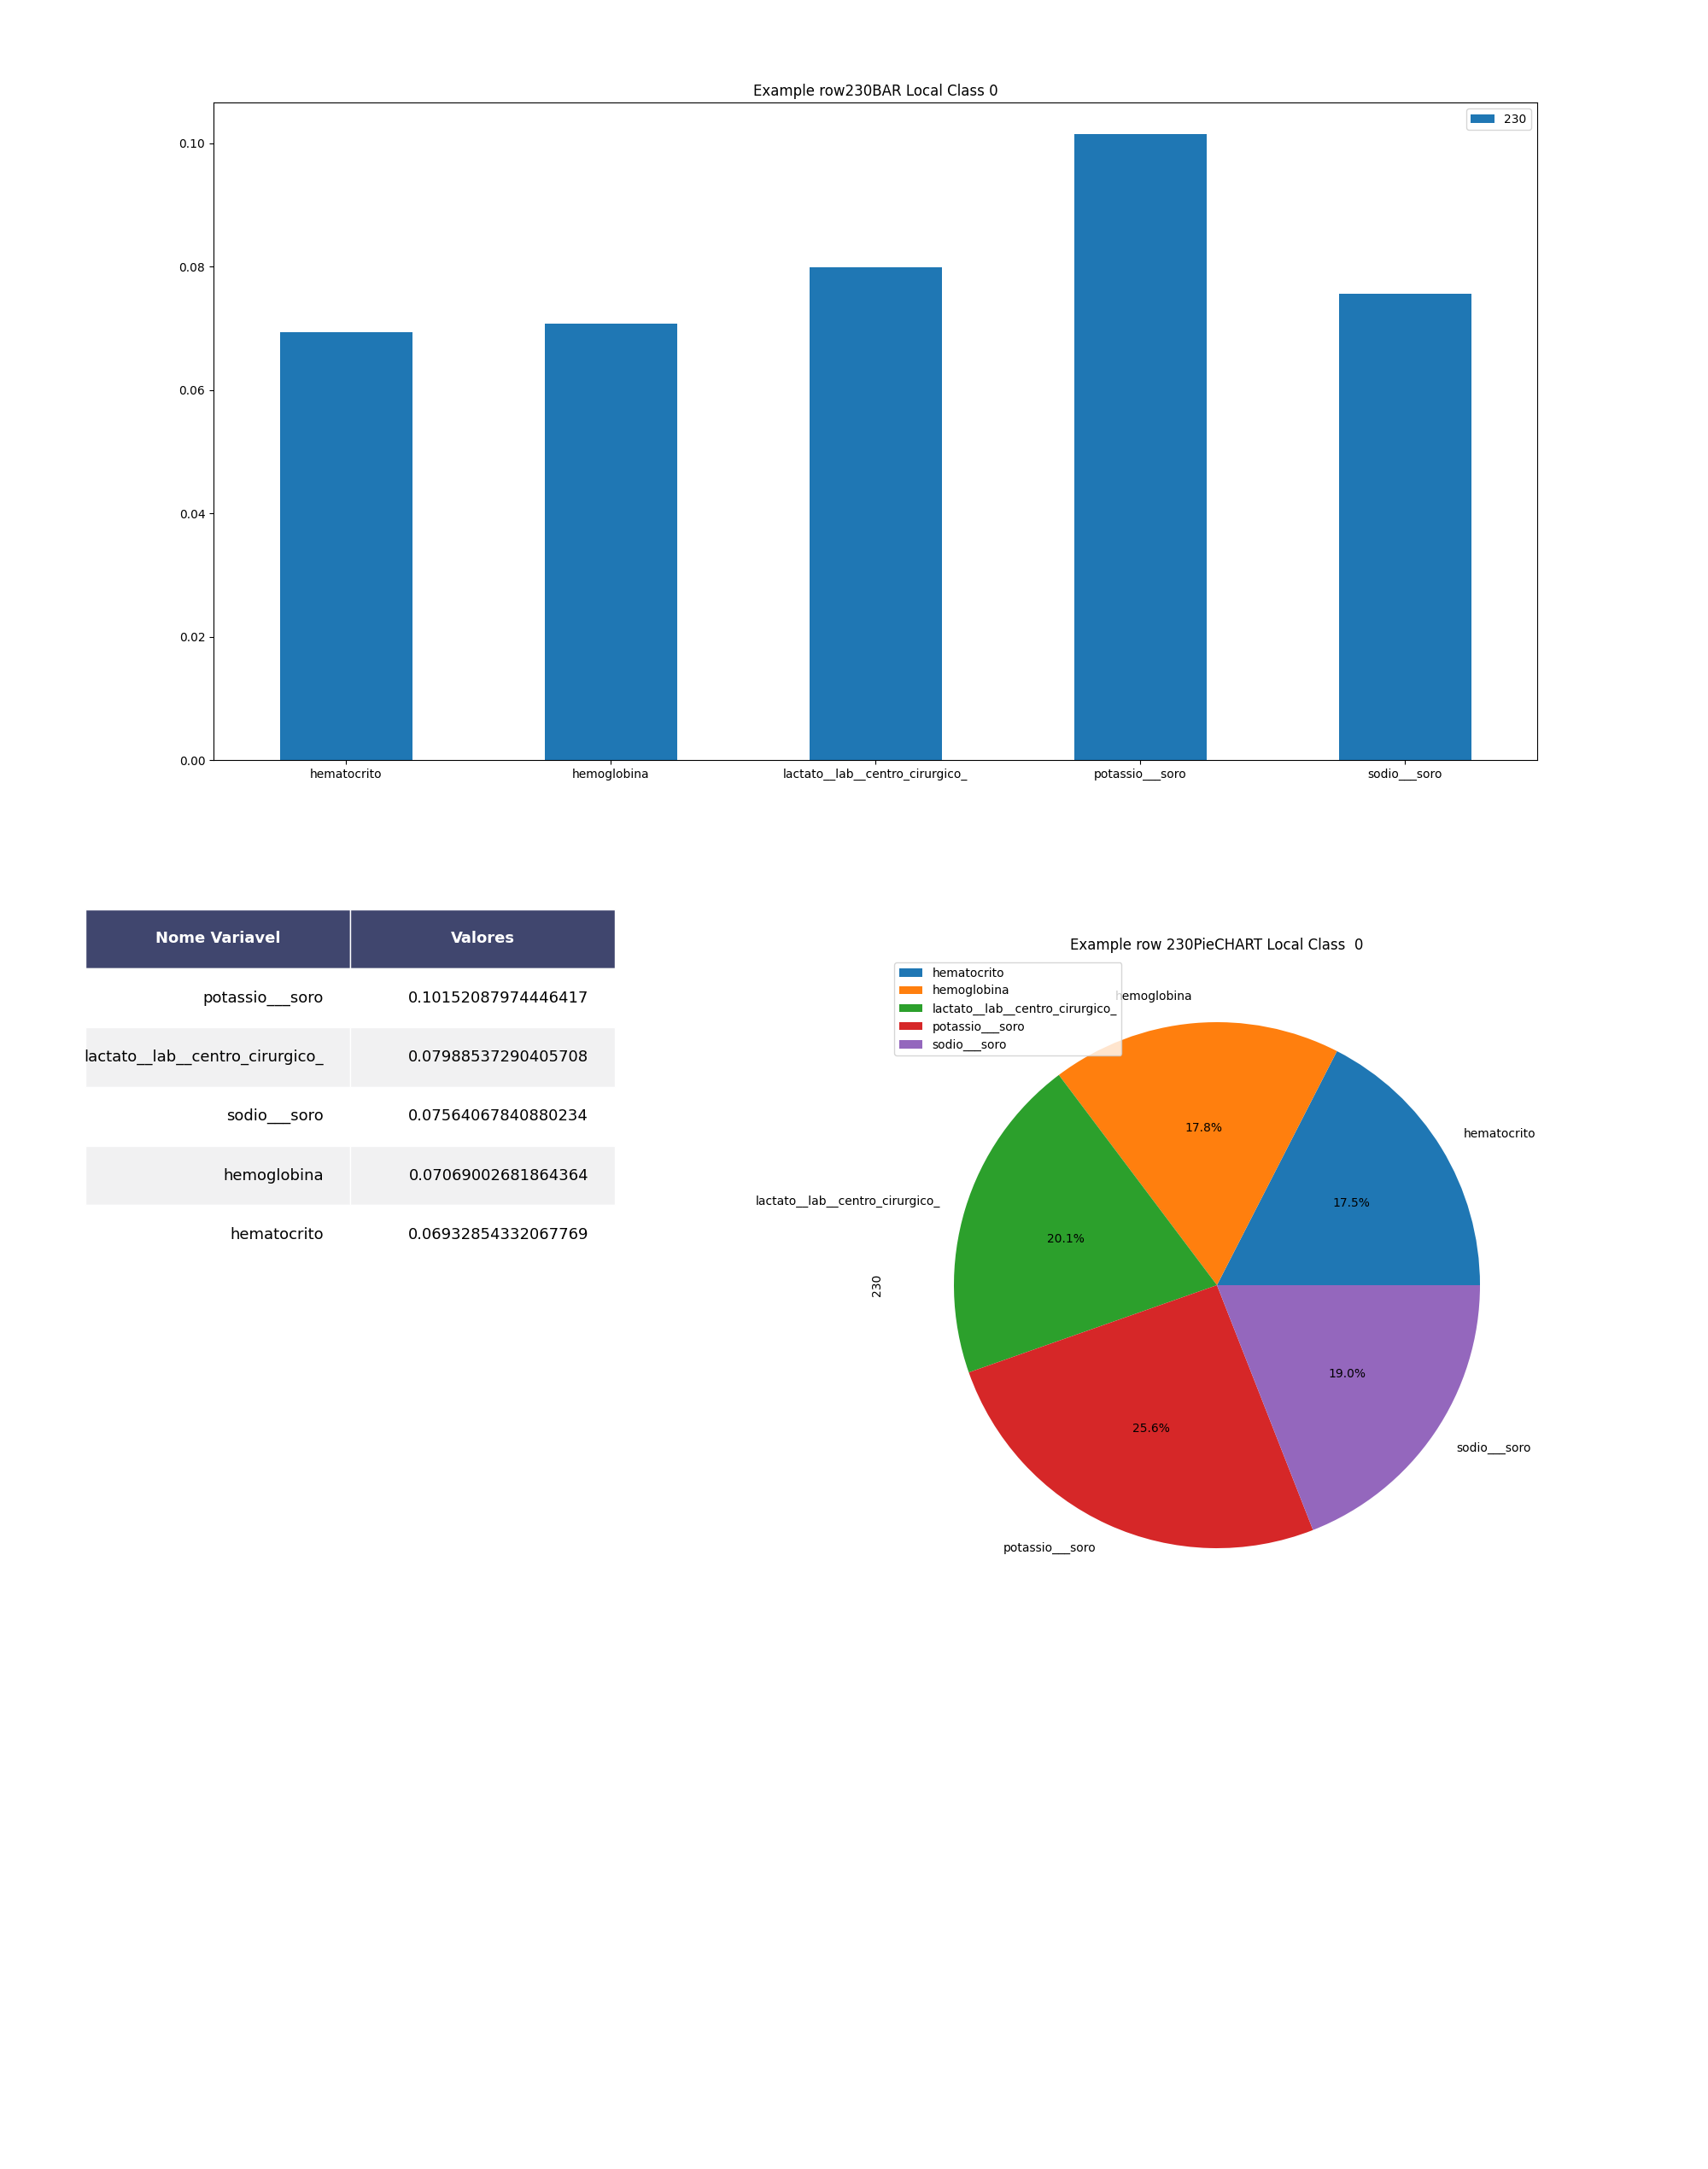 Example row230BAR Local Class 0
230
0.10
0.08
0.06
0.04
0.02
0.00
hematocrito
hemoglobina
lactato__lab__centro_cirurgico_
potassio___soro
sodio___soro
Nome Variavel Valores
potassio___soro 0.10152087974446417
lactato__lab__centro_cirurgico_ 0.07988537290405708
sodio___soro 0.07564067840880234
hemoglobina 0.07069002681864364
hematocrito 0.06932854332067769
Example row 230PieCHART Local Class  0
hematocrito
hemoglobina
lactato__lab__centro_cirurgico_
potassio___soro
sodio___soro
hemoglobina
17.8%
hematocrito
17.5%
lactato__lab__centro_cirurgico_
20.1%
230
19.0%
25.6%
sodio___soro
potassio___soro